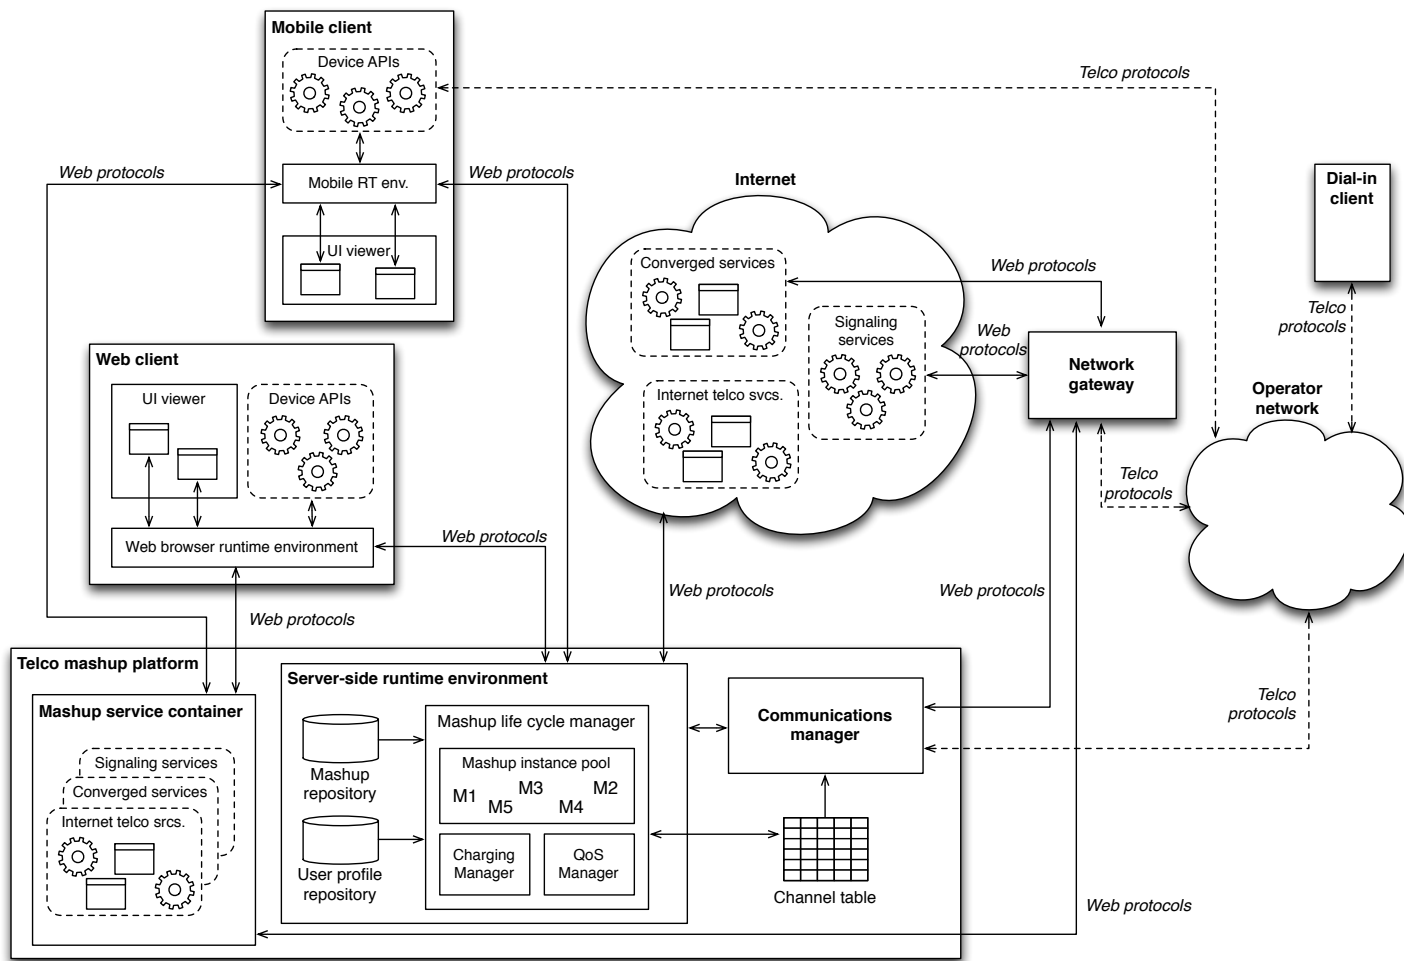 Mobile client
Device APIs
Telco protocols
Web protocols
Mobile RT env.
Web protocols
UI viewer
Internet
Converged services
Web protocols
Signaling
services
Web
protocols
Internet telco svcs.
Network
gateway
Dial-in
client
Telco
protocols
Operator
network
Telco
protocols
Web client
UI viewer
Device APIs
Web browser runtime environment
Web protocols
Web protocols
Web protocols
Web protocols
Telco
protocols
Telco mashup platform
Mashup service container
Signaling services
Converged services
Internet telco srcs.
Server-side runtime environment
Mashup
repository
User profile
repository
Mashup life cycle manager
Mashup instance pool
M1
M5
M3
M4
M2
Charging
Manager
QoS
Manager
Communications
manager
Channel table
Web protocols